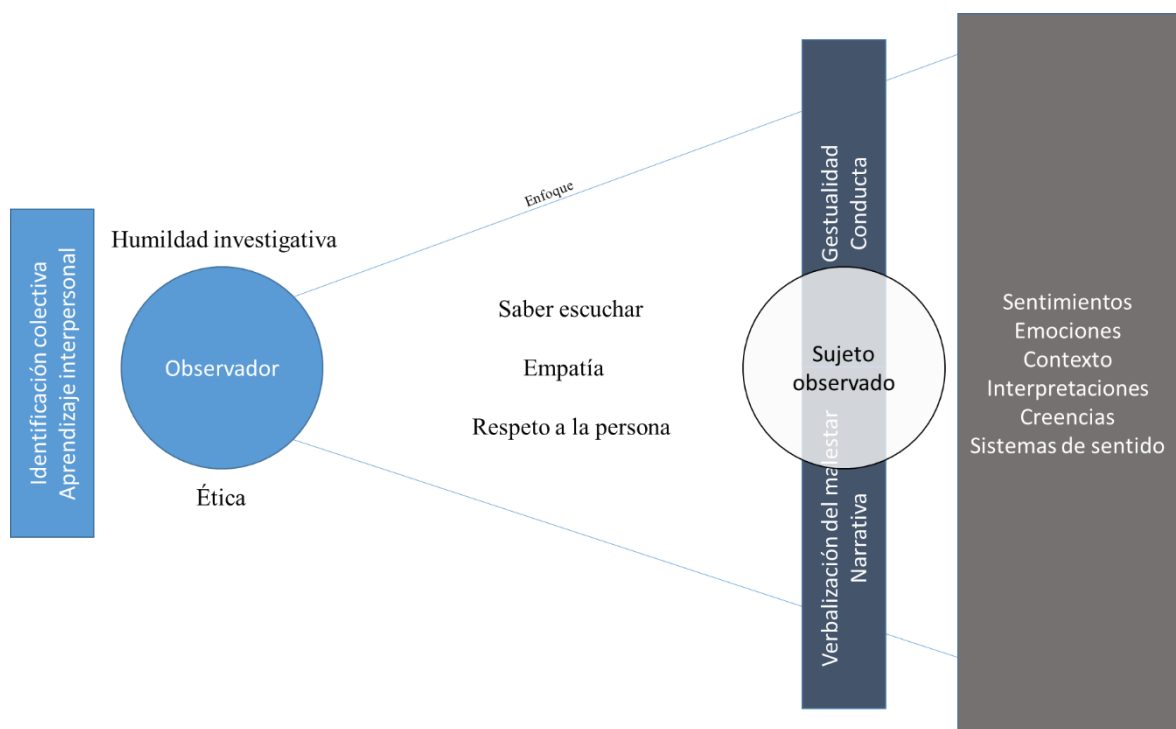 Identificación colectiva
Aprendizaje interpersonal
Humildad investigativa
Observador
Ética
Enfoque
Saber escuchar
Empatía
Respeto a la persona
Gestualidad
Conducta
Sujeto
observado
Verbalización del malestar
Narrativa
Sentimientos
Emociones
Contexto
Interpretaciones
Creencias
Sistemas de sentido